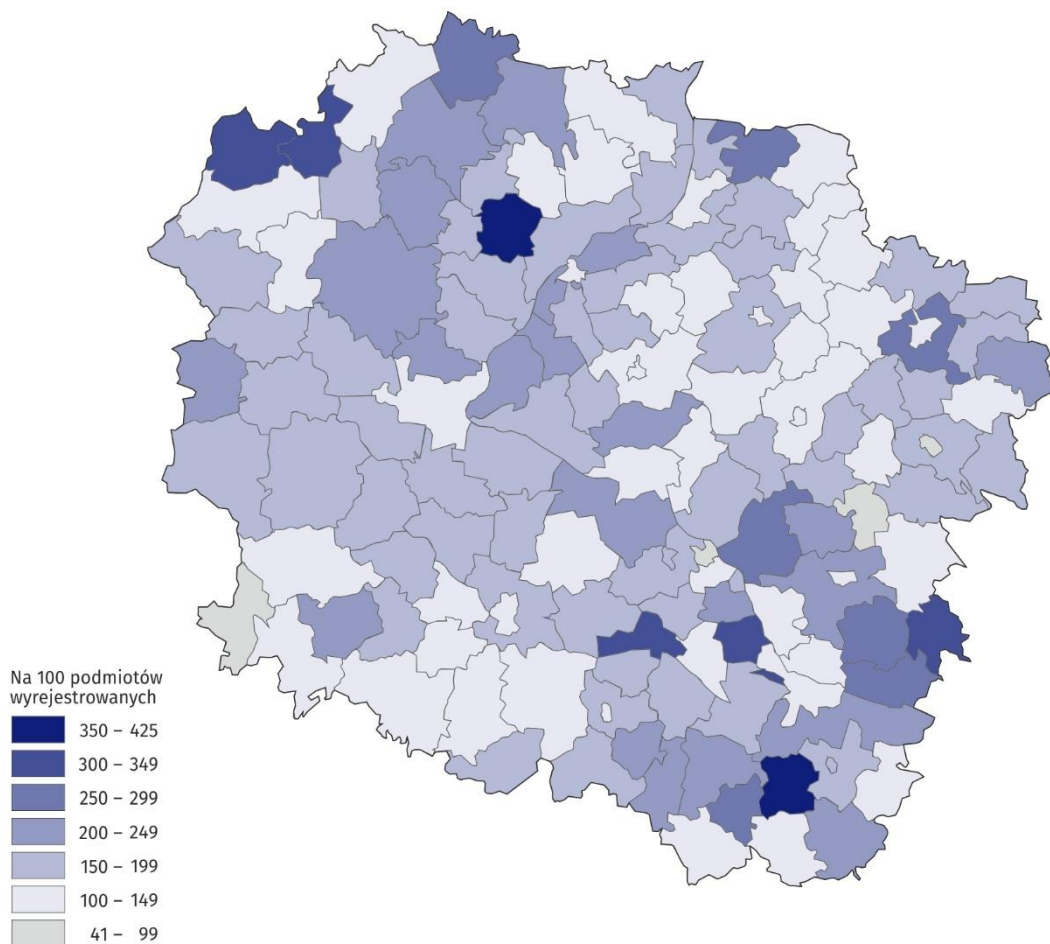 Na 100 podmiotów
wyrejestrowanych
350 – 425
300 – 349
250 – 299
200 – 249
150 – 199
100 – 149
41 – 99